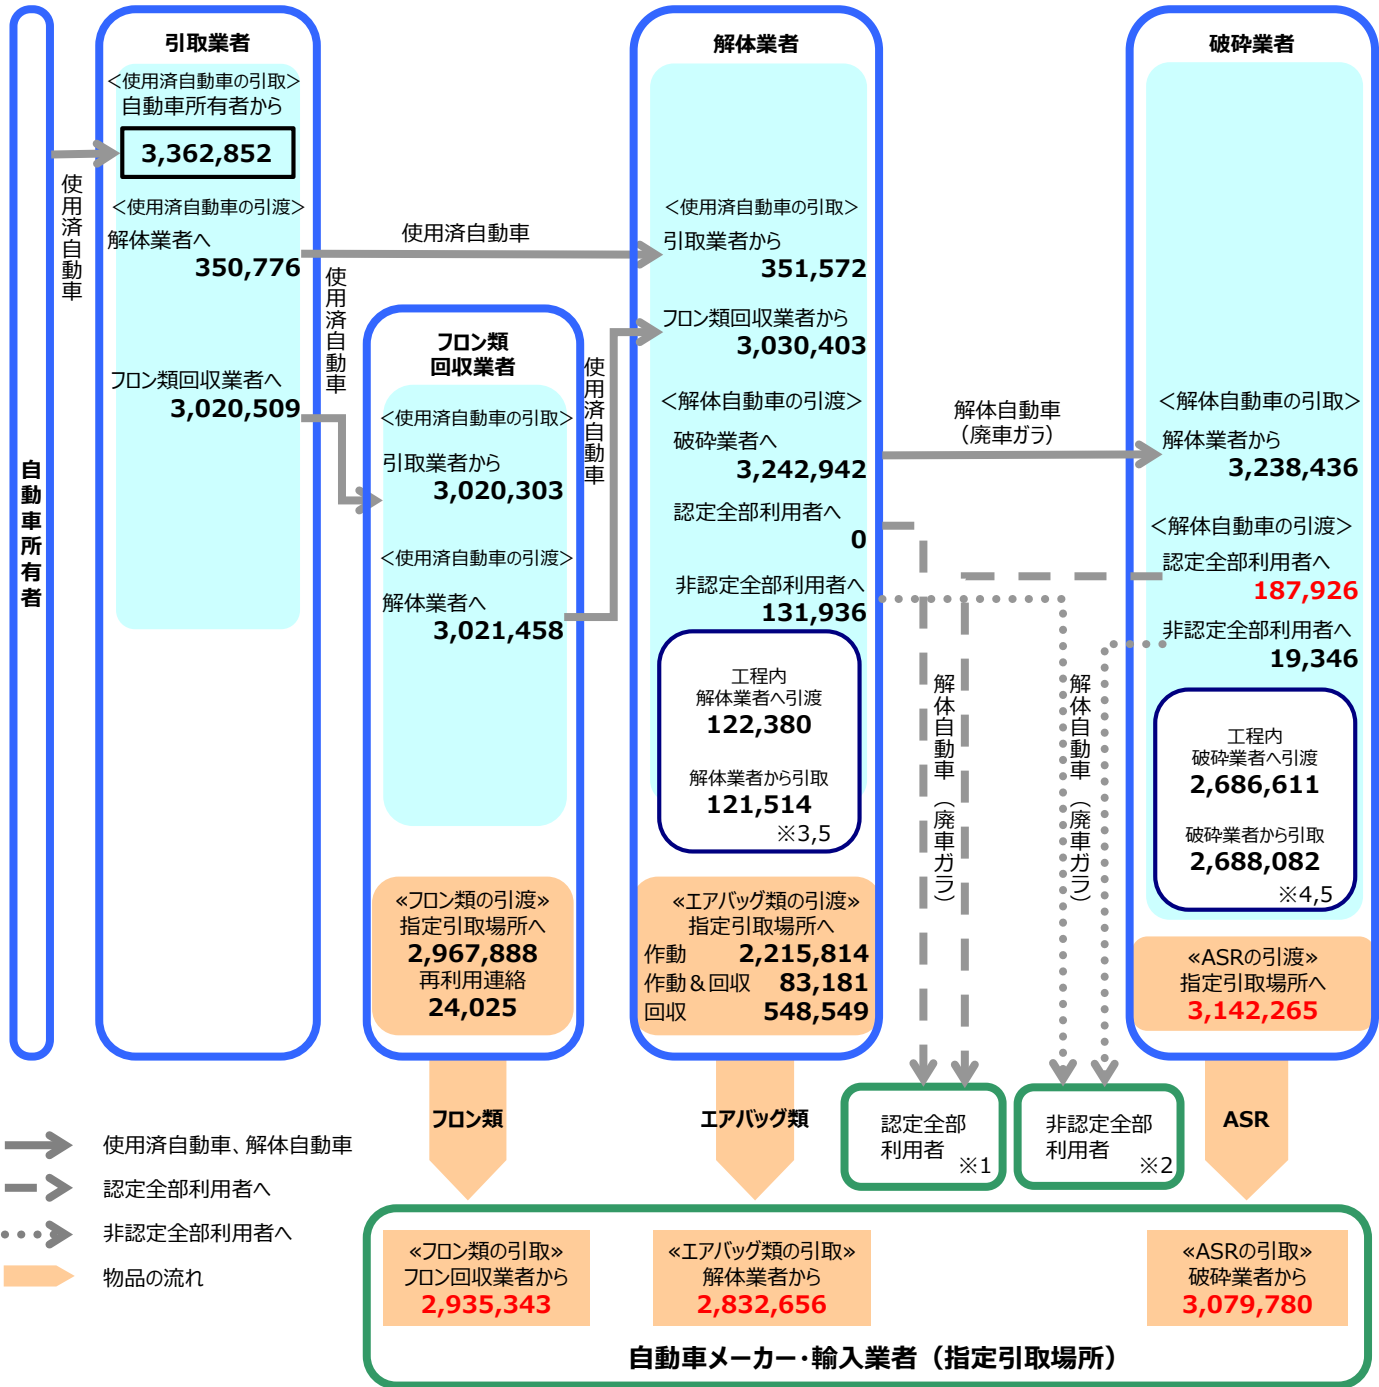 自動車所有者
使用済自動車
引取業者
<使用済自動車の引取>
自動車所有者から
3,362,852
<使用済自動車の引渡>
解体業者へ
350,776
フロン類回収業者へ
3,020,509
使用済自動車
使用済自動車
フロン類
回収業者
<使用済自動車の引取>
引取業者から
3,020,303
<使用済自動車の引渡>
解体業者へ
3,021,458
«フロン類の引渡»
指定引取場所へ
2,967,888
再利用連絡
24,025
使用済自動車
解体業者
<使用済自動車の引取>
引取業者から
351,572
フロン類回収業者から
3,030,403
<解体自動車の引渡>
破砕業者へ
3,242,942
認定全部利用者へ
0
非認定全部利用者へ
131,936
工程内
解体業者へ引渡
122,380
解体業者から引取
121,514
※3,5
«エアバッグ類の引渡»
指定引取場所へ
作動 2,215,814
作動&回収 83,181
回収 548,549
解体自動車
(廃車ガラ)
解体自動車(廃車ガラ)
解体自動車(廃車ガラ)
破砕業者
<解体自動車の引取>
解体業者から
3,238,436
<解体自動車の引渡>
認定全部利用者へ
187,926
非認定全部利用者へ
19,346
工程内
破砕業者へ引渡
2,686,611
破砕業者から引取
2,688,082
※4,5
«ASRの引渡»
指定引取場所へ
3,142,265
フロン類
エアバッグ類
認定全部
利用者 ※1
非認定全部
利用者 ※2
ASR
使用済自動車、解体自動車
認定全部利用者へ
非認定全部利用者へ
物品の流れ
«フロン類の引取»
フロン回収業者から
2,935,343
«エアバッグ類の引取»
解体業者から
2,832,656
«ASRの引取»
破砕業者から
3,079,780
自動車メーカー・輸入業者(指定引取場所)